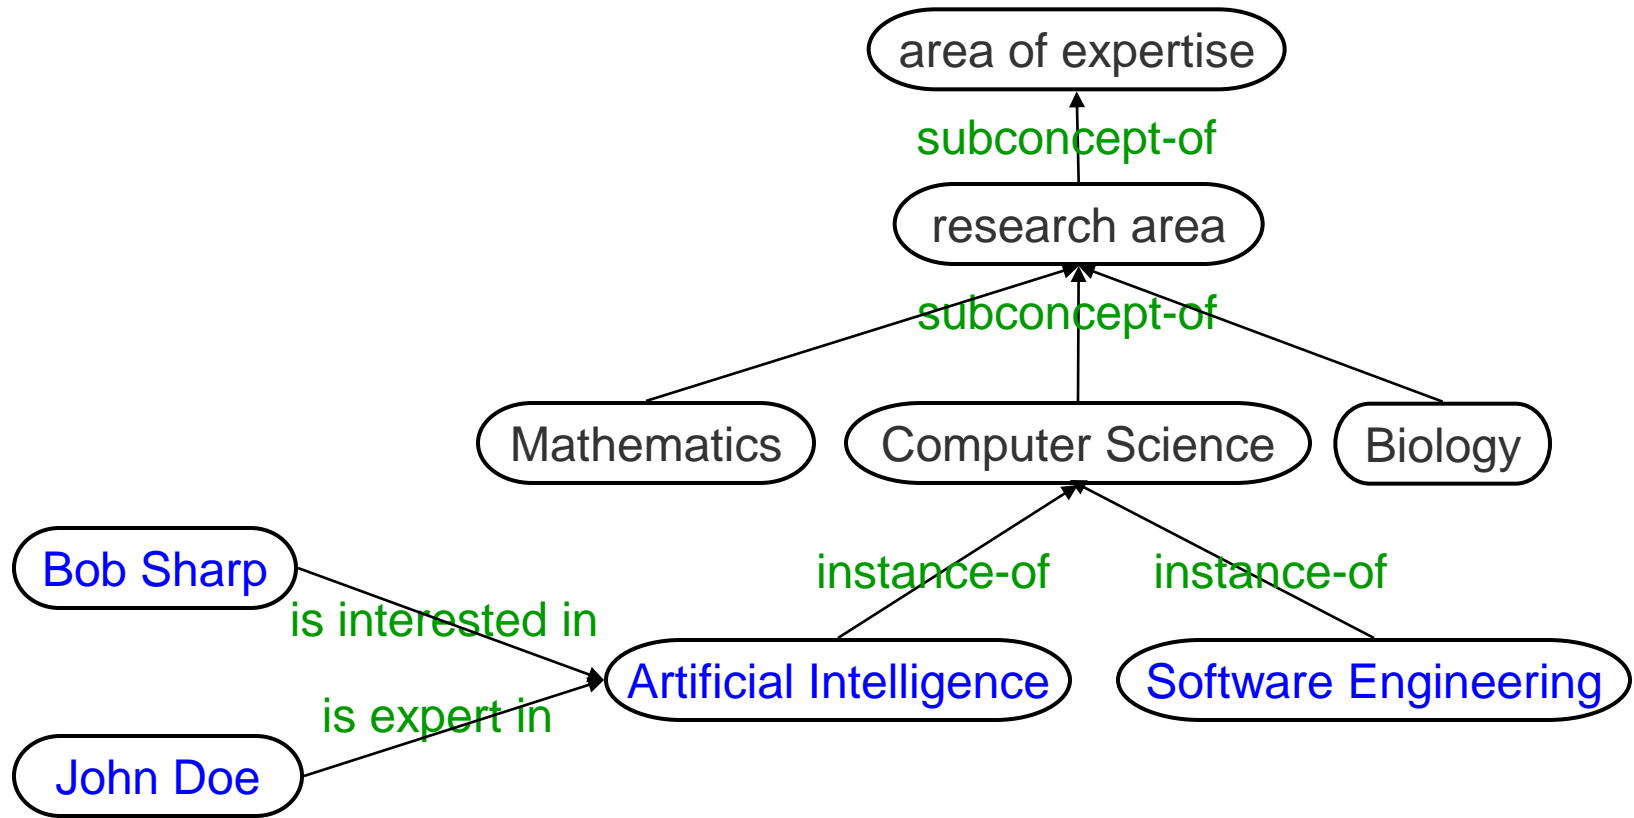 area of expertise
subconcept-of
research area
subconcept-of
Mathematics
Computer Science
Biology
Bob Sharp
is interested in
instance-of
instance-of
Artificial Intelligence
Software Engineering
is expert in
John Doe